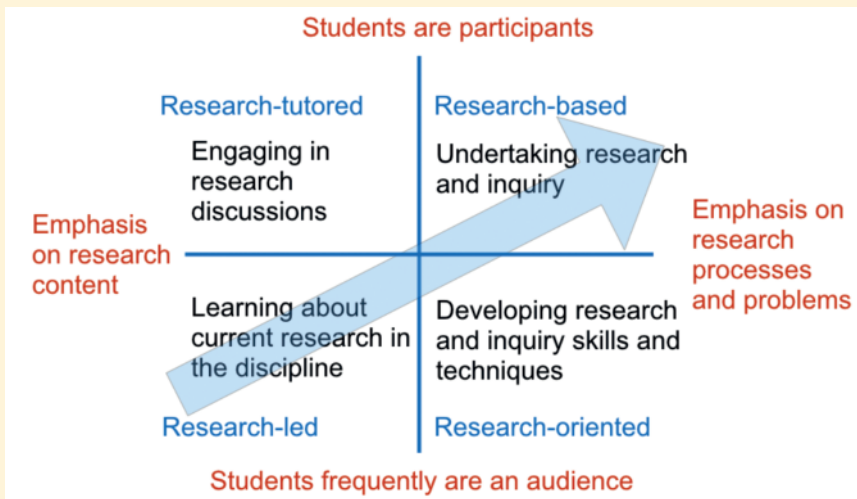 Students are participants
Research-tutored
Engaging in
research
discussions
Research-based
Undertaking research
and inquiry
Emphasis
on research
content
Emphasis on
research
processes
and problems
Learning about
current research in
the discipline
Research-led
Developing research
and inquiry skills and
techniques
Research-oriented
Students frequently are an audience